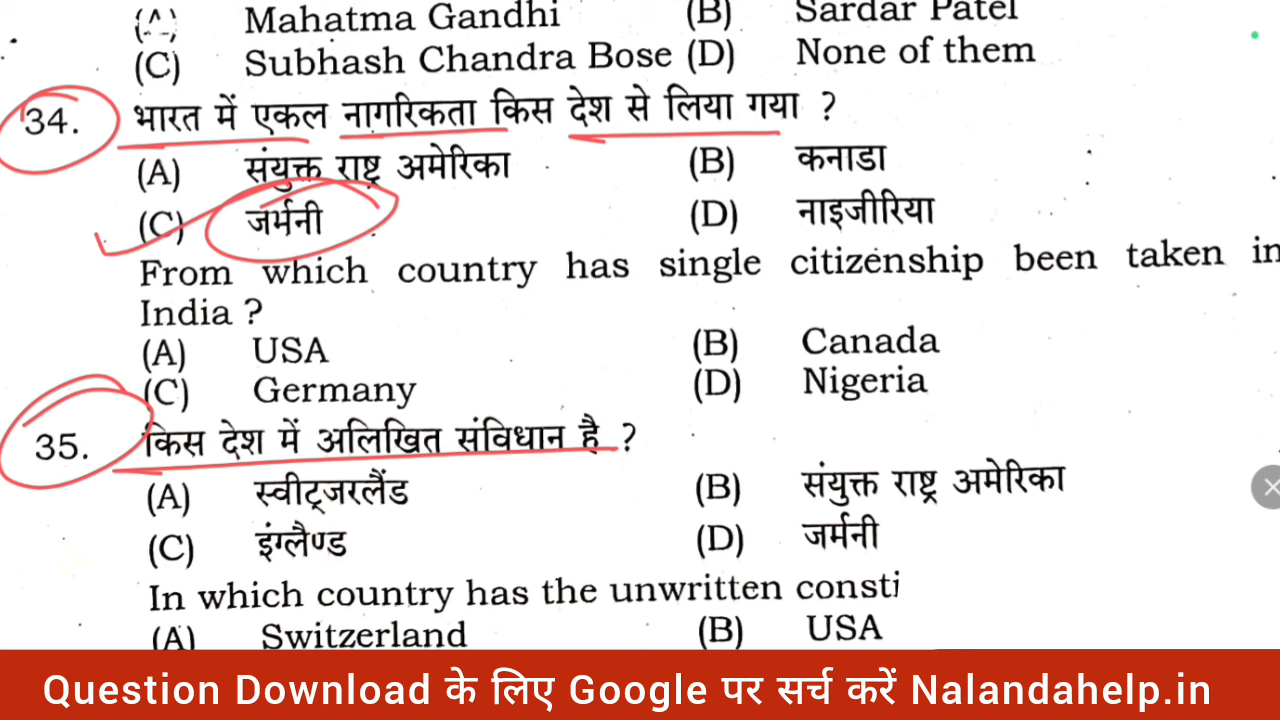 (A) Mahatma Gandhi (B) Sardar Patel
(C) Subhash Chandra Bose (D) None of them
34. भारत में एकल नागरिकता किस देश से लिया गया ?
(A) संयुक्त राष्ट्र अमेरिका (B) कनाडा
(C) जर्मनी (D) नाइजीरिया
From which country has single citizenship been taken in
India ?
(A) USA (B) Canada
(C) Germany (D) Nigeria
35. किस देश में अलिखित संविधान है ?
(A) स्वीट्जरलैंड (B) संयुक्त राष्ट्र अमेरिका
(C) इंग्लैण्ड (D) जर्मनी
In which country has the unwritten consti
(A) Switzerland (B) USA
Question Download के लिए Google पर सर्च करें Nalandahelp.in